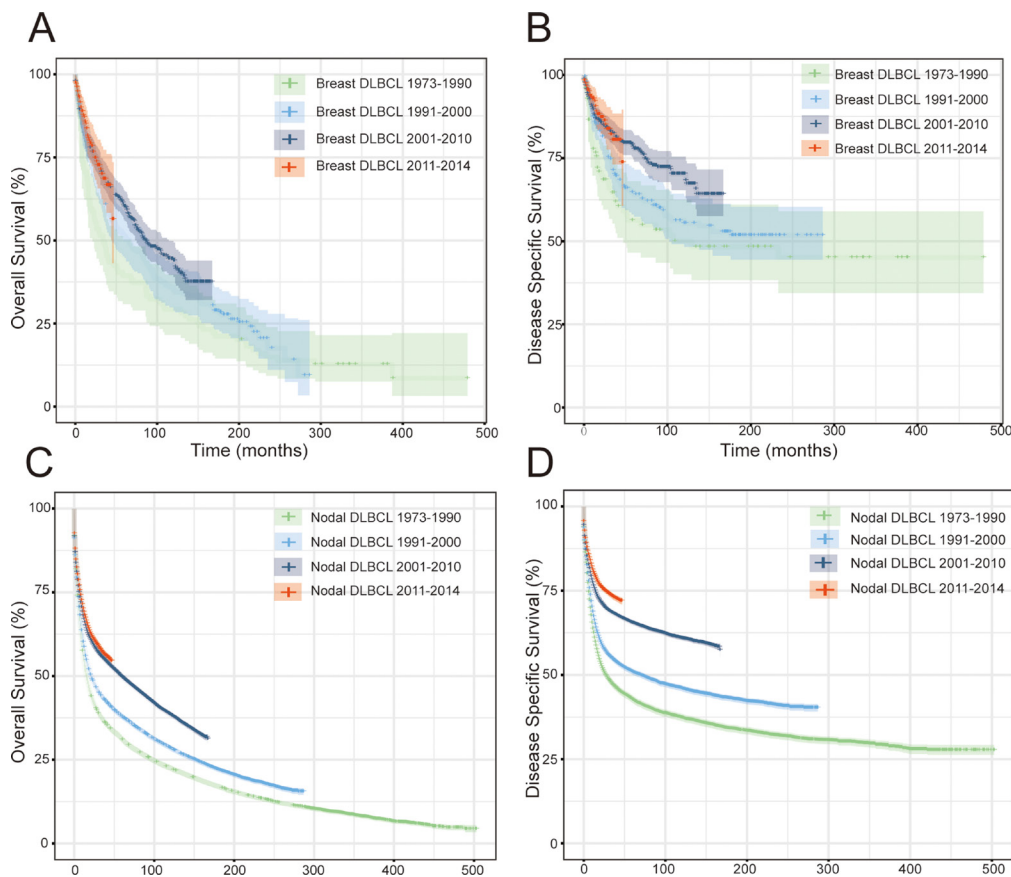 A
Overall Survival (%)
100
75
50
25
0
Breast DLBCL 1973-1990
Breast DLBCL 1991-2000
Breast DLBCL 2001-2010
Breast DLBCL 2011-2014
0 100 200 300 400 500
Time (months)
B
Disease Specific Survival (%)
100
75
50
25
0
Breast DLBCL 1973-1990
Breast DLBCL 1991-2000
Breast DLBCL 2001-2010
Breast DLBCL 2011-2014
0 100 200 300 400 500
Time (months)
C
Overall Survival (%)
100
75
50
25
0
Nodal DLBCL 1973-1990
Nodal DLBCL 1991-2000
Nodal DLBCL 2001-2010
Nodal DLBCL 2011-2014
0 100 200 300 400 500
D
Disease Specific Survival (%)
100
75
50
25
0
Nodal DLBCL 1973-1990
Nodal DLBCL 1991-2000
Nodal DLBCL 2001-2010
Nodal DLBCL 2011-2014
0 100 200 300 400 500